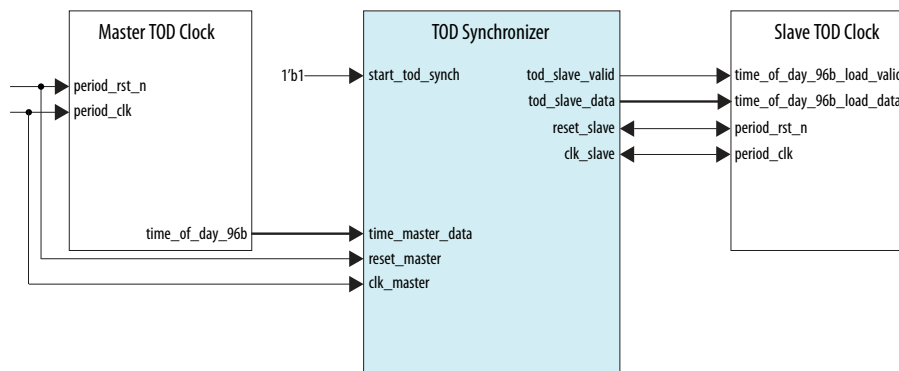 Master TOD Clock
TOD Synchronizer
Slave TOD Clock
period_rst_n
period_clk
time_of_day_96b
1'b1
start_tod_synch
time_master_data
reset_master
clk_master
tod_slave_valid
tod_slave_data
reset_slave
clk_slave
time_of_day_96b_load_valid
time_of_day_96b_load_data
period_rst_n
period_clk